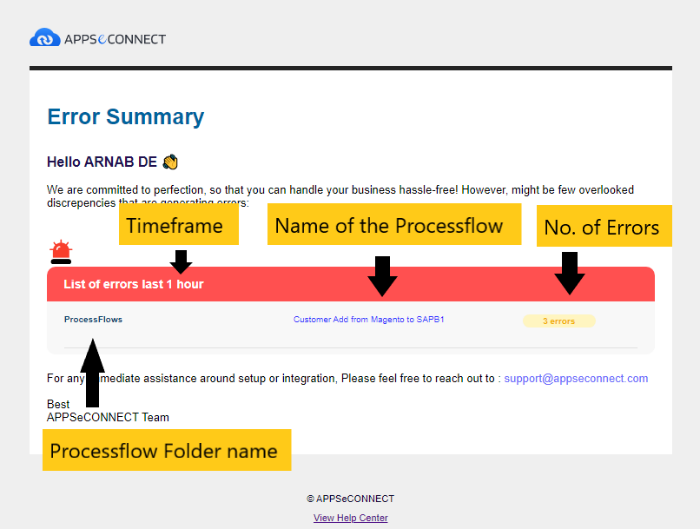 APPSeCONNECT
Error Summary
Hello ARNAB DE
We are committed to perfection, so that you can handle your business hassle-free! However, might be few overlooked
discrepencies that are generating errors:
Timeframe
Name of the Processflow
No. of Errors
List of errors last 1 hour
ProcessFlows
Customer Add from Magento to SAPB1
3 errors
For any immediate assistance around setup or integration, Please feel free to reach out to : support@appseconnect.com
Best
APPSeCONNECT Team
Processflow Folder name
© APPSeCONNECT
View Help Center